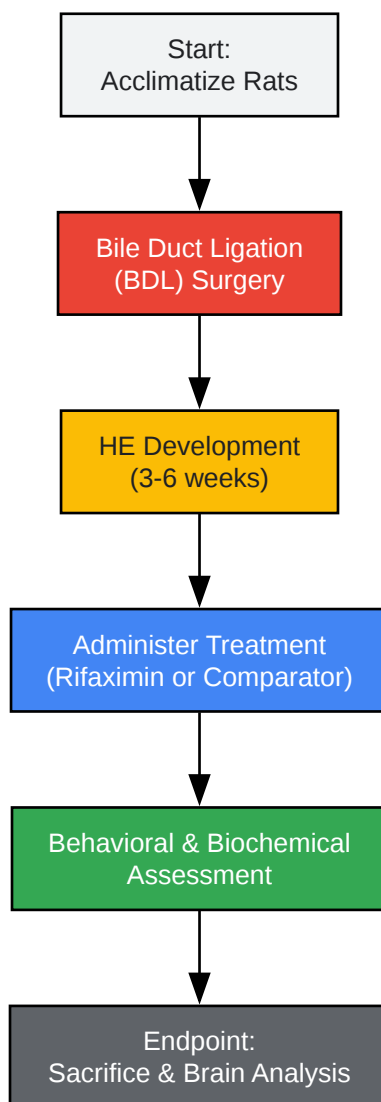 Start:
Acclimatize Rats
Bile Duct Ligation
(BDL) Surgery
HE Development
(3-6 weeks)
Administer Treatment
(Rifaximin or Comparator)
Behavioral & Biochemical
Assessment
Endpoint:
Sacrifice & Brain Analysis